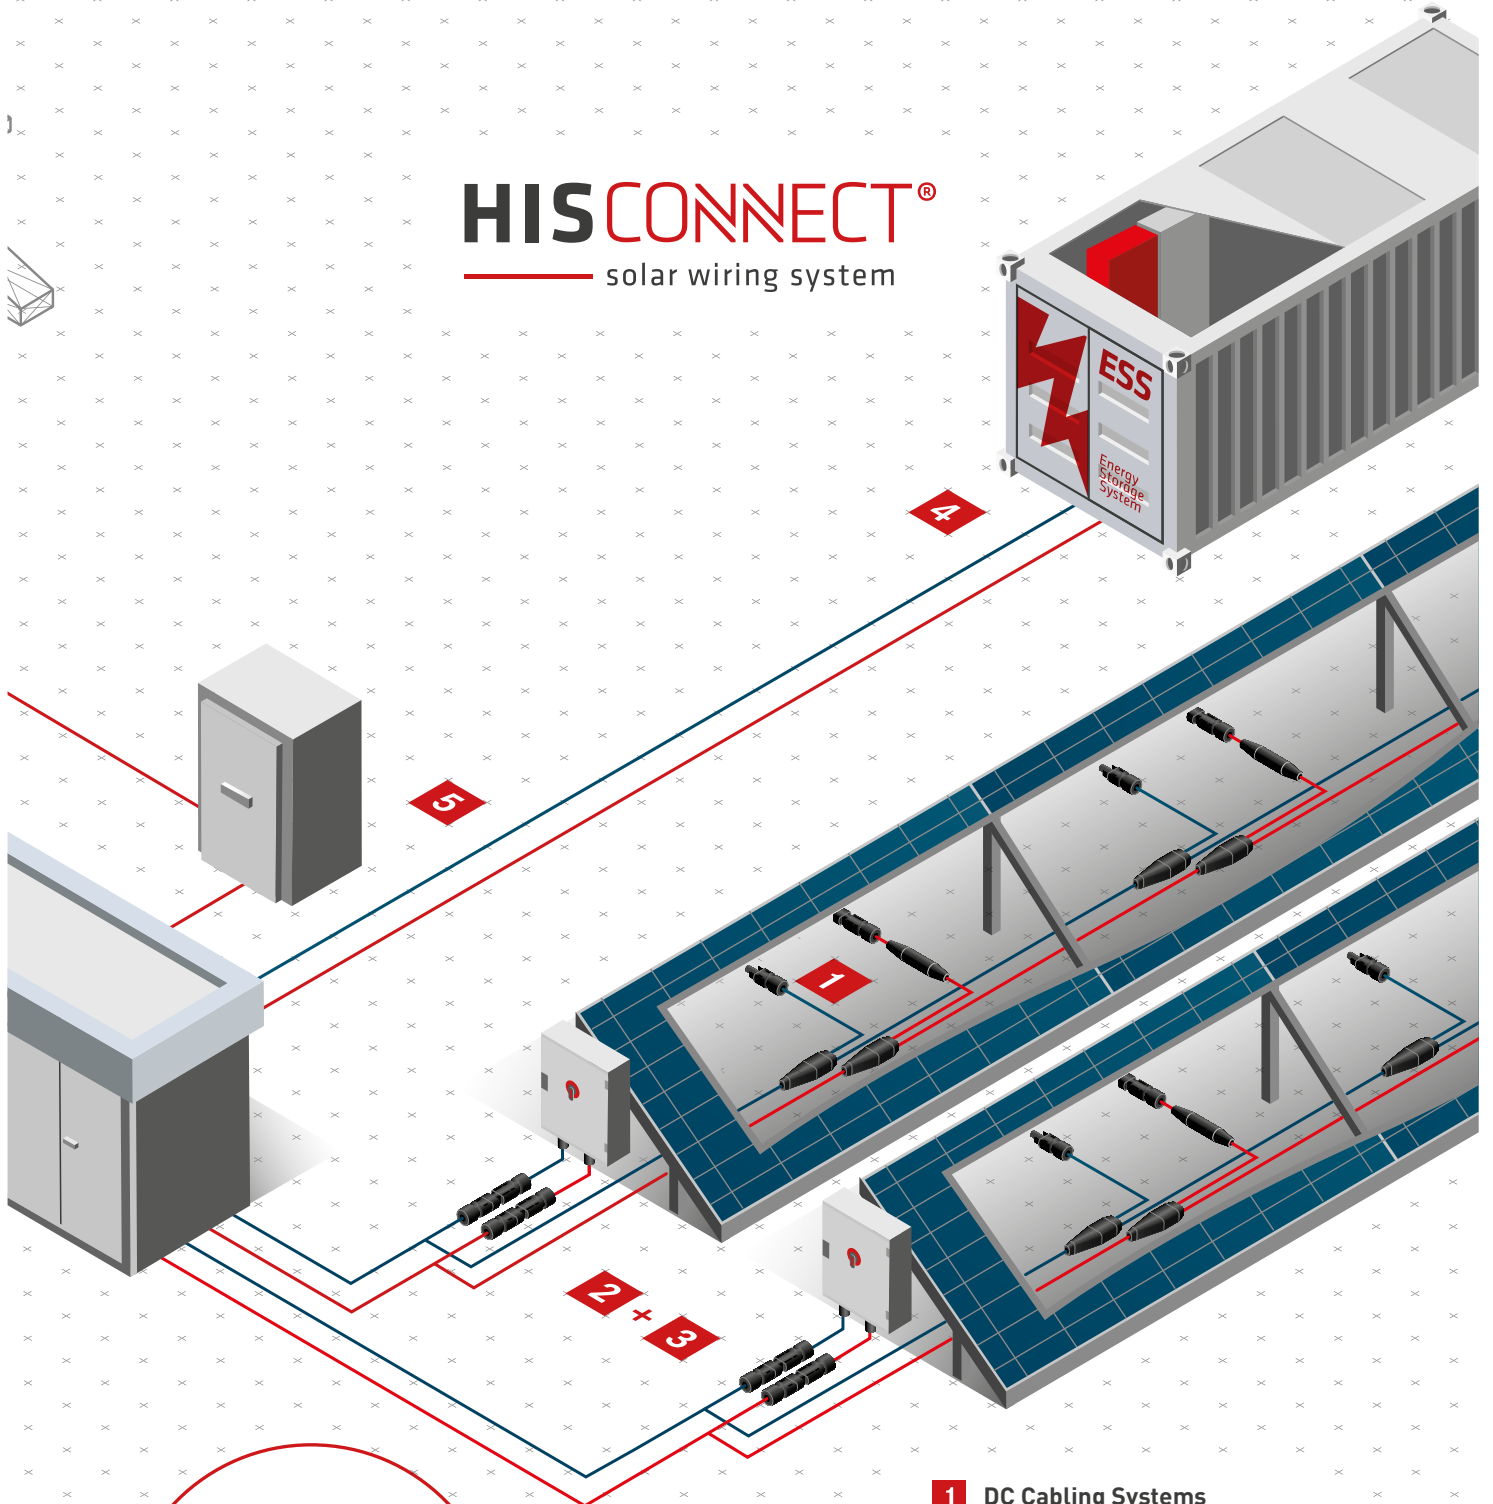 HISCONNECT®
solar wiring system
ESS
Energy
Storage
System
4
5
1
2 + 3
1 DC Cabling Systems